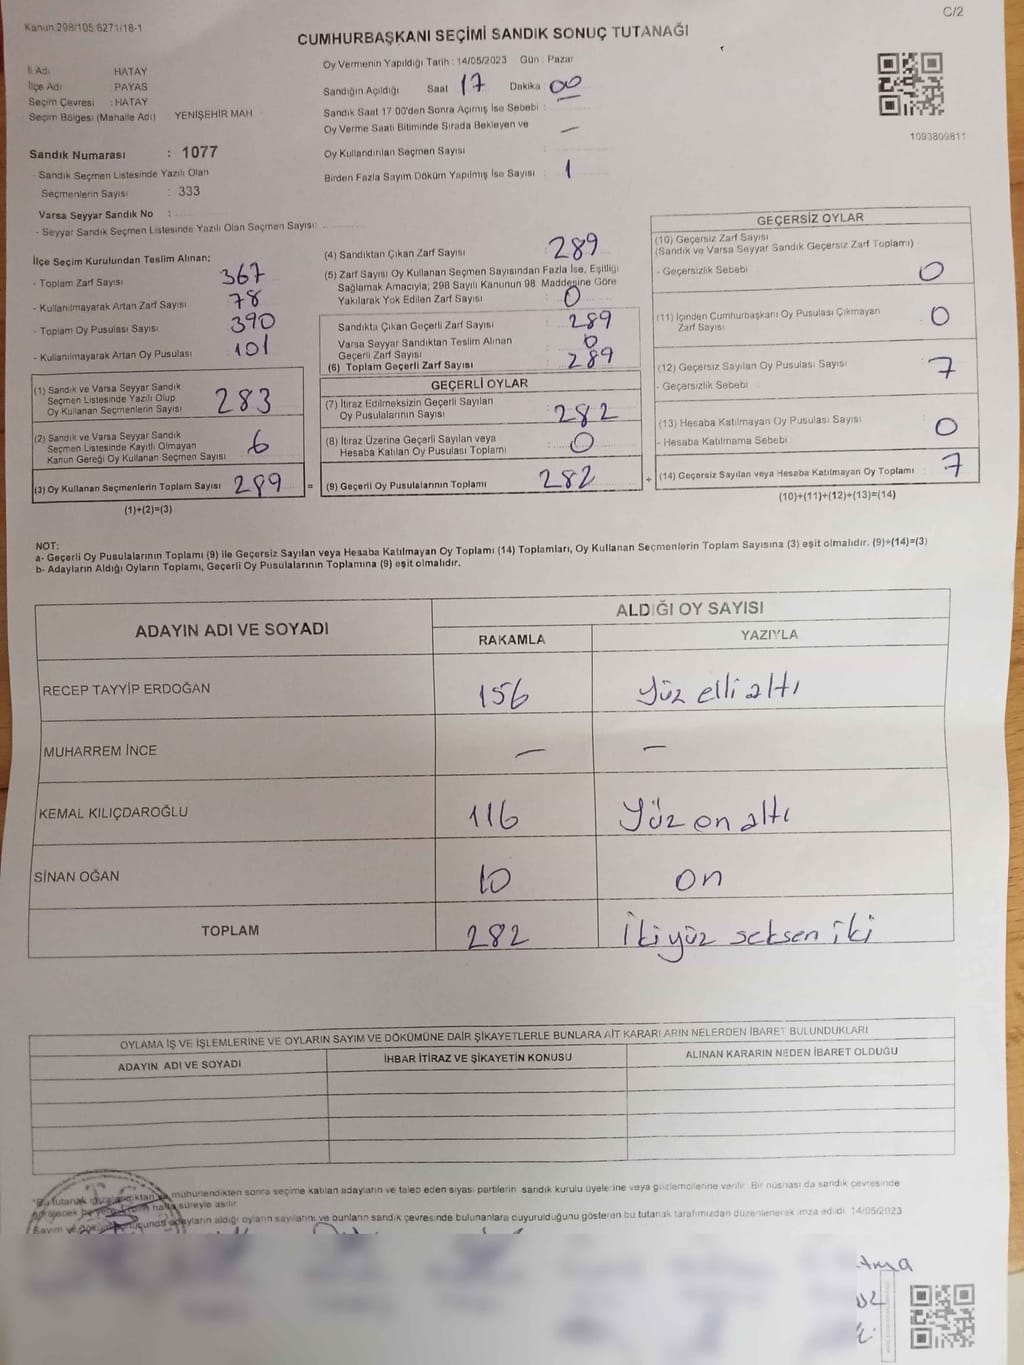 Kanun:298/105 6271/18-1
C/2
CUMHURBAŞKANI SEÇİMİ SANDIK SONUÇ TUTANAĞI
İl Adı HATAY
İlçe Adı PAYAS
Seçim Çevresi : HATAY
Seçim Bölgesi (Mahalle Adı) YENİŞEHİR MAH
Sandık Numarası : 1077
- Sandık Seçmen Listesinde Yazılı Olan
Seçmenlerin Sayısı : 333
Varsa Seyyar Sandık No :
- Seyyar Sandık Seçmen Listesinde Yazılı Olan Seçmen Sayısı:
Oy Vermenin Yapıldığı Tarih : 14/05/2023 Gün : Pazar
Sandığın Açıldığı Saat 17 Dakika : 00
Sandık Saat 17 00'den Sonra Açımış İse Sebebi :
Oy Verme Saati Bitiminde Sırada Bekleyen ve —
Oy Kullandırılan Seçmen Sayısı
Birden Fazla Sayım Döküm Yapılmış İse Sayısı 1
1093809811
İlçe Seçim Kurulundan Teslim Alınan:
- Toplam Zarf Sayısı 367
- Kullanılmayarak Artan Zarf Sayısı 78
- Toplam Oy Pusulası Sayısı 390
- Kullanılmayarak Artan Oy Pusulası 101
(1) Sandık ve Varsa Seyyar Sandık
Seçmen Listesinde Yazılı Olup
Oy Kullanan Seçmenlerin Sayısı 283
(2) Sandık ve Varsa Seyyar Sandık
Seçmen Listesinde Kayıtlı Olmayan
Kanun Gereği Oy Kullanan Seçmen Sayısı 6
(3) Oy Kullanan Seçmenlerin Toplam Sayısı 289 =
(1)+(2)=(3)
(4) Sandıktan Çıkan Zarf Sayısı 289
(5) Zarf Sayısı Oy Kullanan Seçmen Sayısından Fazla İse, Eşitliği
Sağlamak Amacıyla; 298 Sayılı Kanunun 98 Maddesine Göre
Yakılarak Yok Edilen Zarf Sayısı : 0
Sandıkta Çıkan Geçerli Zarf Sayısı : 289
Varsa Seyyar Sandıktan Teslim Alınan
Geçerli Zarf Sayısı : 0
(6) Toplam Geçerli Zarf Sayısı : 289
GEÇERLİ OYLAR
(7) İtiraz Edilmeksizin Geçerli Sayılan
Oy Pusulalarının Sayısı : 282
(8) İtiraz Üzerine Geçerli Sayılan veya
Hesaba Katılan Oy Pusulası Toplamı : 0
(9) Geçerli Oy Pusulalarının Toplamı 282 +
GEÇERSİZ OYLAR
(10) Geçersiz Zarf Sayısı
(Sandık ve Varsa Seyyar Sandık Geçersiz Zarf Toplamı)
- Geçersizlik Sebebi 0
(11) İçinden Cumhurbaşkanı Oy Pusulası Çıkmayan
Zarf Sayısı 0
(12) Geçersiz Sayılan Oy Pusulası Sayısı 7
- Geçersizlik Sebebi :
(13) Hesaba Katılmayan Oy Pusulası Sayısı 0
- Hesaba Katılmama Sebebi
(14) Geçersiz Sayılan veya Hesaba Katılmayan Oy Toplamı : 7
(10)+(11)+(12)+(13)=(14)
NOT:
a- Geçerli Oy Pusulalarının Toplamı (9) ile Geçersiz Sayılan veya Hesaba Katılmayan Oy Toplamı (14) Toplamları, Oy Kullanan Secmenlerin Toplam Sayısına (3) eşit olmalıdır. (9)+(14)=(3)
b- Adayların Aldığı Oyların Toplamı, Geçerli Oy Pusulalarının Toplamına (9) eşit olmalıdır.
ADAYIN ADI VE SOYADI
ALDIĞI OY SAYISI
RAKAMLA YAZIYLA
RECEP TAYYİP ERDOĞAN 156 Yüz elli altı
MUHARREM İNCE — —
KEMAL KILIÇDAROĞLU 116 Yüz on altı
SİNAN OĞAN 10 on
TOPLAM 282 İki yüz seksen iki
OYLAMA İŞ VE İŞLEMLERİNE VE OYLARIN SAYIM VE DÖKÜMÜNE DAİR ŞİKAYETLERLE BUNLARA AİT KARARLARIN NELERDEN İBARET BULUNDUKLARI
ADAYIN ADI VE SOYADI İHBAR İTİRAZ VE ŞİKAYETİN KONUSU ALINAN KARARIN NEDEN İBARET OLDUĞU
mühürlendikten sonra seçime katılan adayların ve talep eden siyasi partilerin sandık kurulu üyelerine veya gözlemcilerine verilir. Bir nüshası da sandık çevresinde
hafta süreyle asılır
adayların aldığı oyların sayılarını ve bunların sandık çevresinde bulunanlara duyurulduğunu gösteren bu tutanak tarafımızdan düzenlenerek imza edildi 14/05/2023